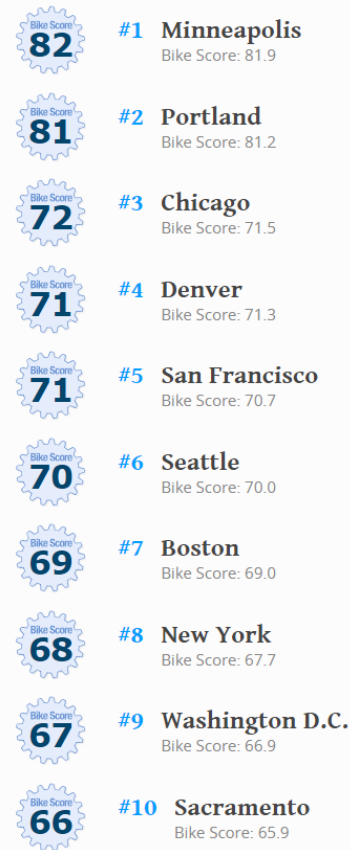 Bike Score
82
#1 Minneapolis
Bike Score: 81.9
Bike Score
81
#2 Portland
Bike Score: 81.2
Bike Score
72
#3 Chicago
Bike Score: 71.5
Bike Score
71
#4 Denver
Bike Score: 71.3
Bike Score
71
#5 San Francisco
Bike Score: 70.7
Bike Score
70
#6 Seattle
Bike Score: 70.0
Bike Score
69
#7 Boston
Bike Score: 69.0
Bike Score
68
#8 New York
Bike Score: 67.7
Bike Score
67
#9 Washington D.C.
Bike Score: 66.9
Bike Score
66
#10 Sacramento
Bike Score: 65.9